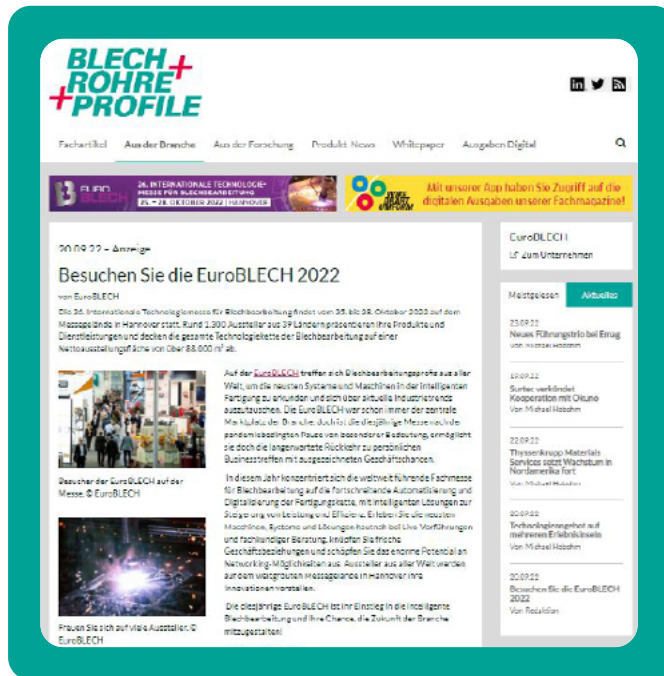 BLECH
ROHRE
PROFILE
Fachartikel Aus der Branche Aus der Forschung Produkt-News Whitepaper Ausgaben Digital
EURO BLECH
26. INTERNATIONALE TECHNOLOGIE-
MESSE FÜR BLECHBEARBEITUNG
25. – 28. OKTOBER 2022 | HANNOVER
Mit unserer App haben Sie Zugriff auf die
digitalen Ausgaben unserer Fachmagazine!
20.09.22 – Anzeige
Besuchen Sie die EuroBLECH 2022
von EuroBLECH
Die 26. Internationale Technologiemesse für Blechbearbeitung findet vom 25. bis 28. Oktober 2022 auf dem
Messegelände in Hannover statt. Rund 1.300 Aussteller aus 39 Ländern präsentieren ihre Produkte und
Dienstleistungen und decken die gesamte Technologiekette der Blechbearbeitung auf einer
Nettoausstellungsfläche von über 88.000 m² ab.
Besucher der EuroBLECH auf der
Messe. © EuroBLECH
Freuen Sie sich auf viele Aussteller. ©
EuroBLECH
Auf der EuroBLECH treffen sich Blechbearbeitungsprofis aus aller
Welt, um die neusten Systeme und Maschinen in der intelligenten
Fertigung zu erkunden und sich über aktuelle Industrietrends
auszutauschen. Die EuroBLECH war schon immer der zentrale
Marktplatz der Branche, doch ist die diesjährige Messe nach der
pandemiebedingten Pause von besonderer Bedeutung, ermöglicht
sie doch die langerwartete Rückkehr zu persönlichen
Businesstreffen mit ausgezeichneten Geschäftschancen.
In diesem Jahr konzentriert sich die weltweit führende Fachmesse
für Blechbearbeitung auf die fortschreitende Automatisierung und
Digitalisierung der Fertigungskette, mit intelligenten Lösungen zur
Steigerung von Leistung und Effizienz. Erleben Sie die neusten
Maschinen, Systeme und Lösungen hautnah bei Live-Vorführungen
und fachkundiger Beratung, knüpfen Sie frische
Geschäftsbeziehungen und schöpfen Sie das enorme Potential an
Networking-Möglichkeiten aus. Aussteller aus aller Welt werden
auf dem weltgrößten Messegelände in Hannover ihre
Innovationen vorstellen.
Die diesjährige EuroBLECH ist Ihr Einstieg in die intelligente
Blechbearbeitung und Ihre Chance, die Zukunft der Branche
mitzugestalten!
EuroBLECH
Zum Unternehmen
Meistgelesen Aktuelles
23.09.22
Neues Führungstrio bei Emag
Von Michael Hobohm
19.09.22
Surtec verkündet
Kooperation mit Okuno
Von Michael Hobohm
22.09.22
Thyssenkrupp Materials
Services setzt Wachstum in
Nordamerika fort
Von Michael Hobohm
20.09.22
Technologieangebot auf
mehreren Erlebnisinseln
Von Michael Hobohm
20.09.22
Besuchen Sie die EuroBLECH
2022
Von Redaktion